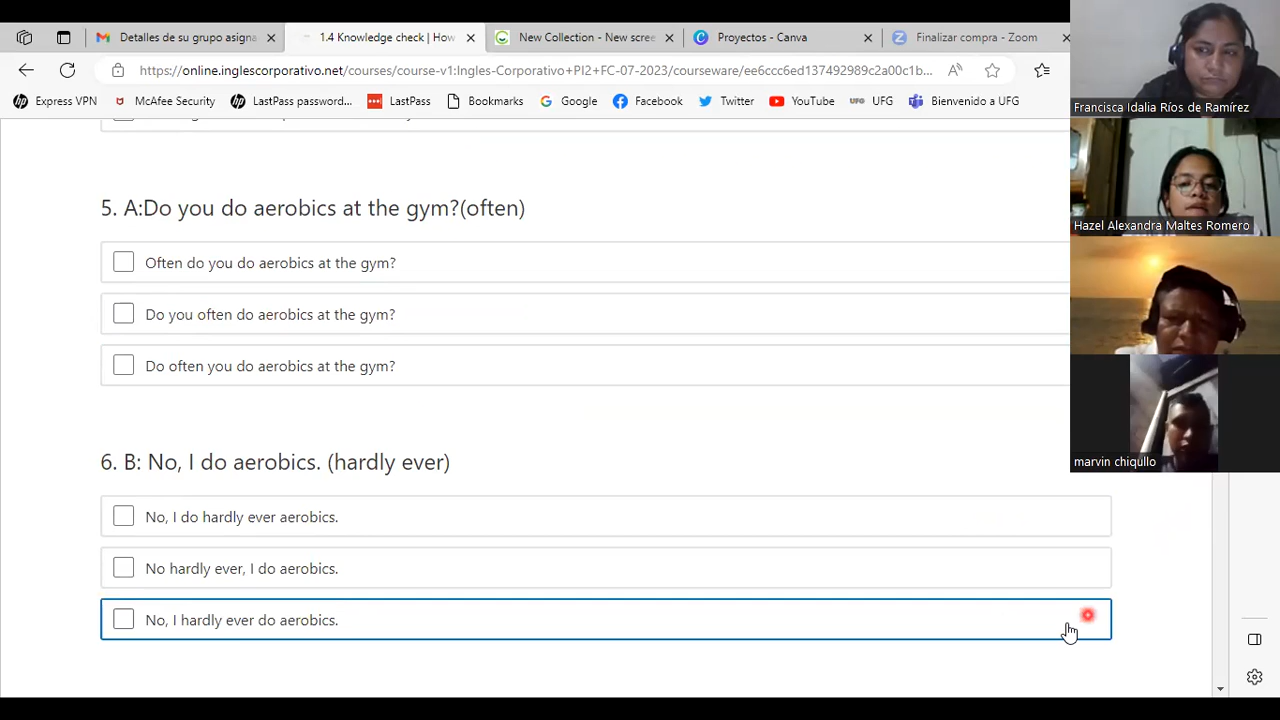 Detalles de su grupo asigna
1.4 Knowledge check | How
New Collection - New scree
Proyectos - Canva
Finalizar compra - Zoom
https://online.inglescorporativo.net/courses/course-v1:Ingles-Corporativo+PI2+FC-07-2023/courseware/ee6ccc6ed137492989c2a00c1b...
Express VPN
McAfee Security
LastPass password...
LastPass
Bookmarks
Google
Facebook
Twitter
YouTube
UFG
Bienvenido a UFG
Francisca Idalia Ríos de Ramírez
Hazel Alexandra Maltes Romero
marvin chiqullo
5. A:Do you do aerobics at the gym?(often)
Often do you do aerobics at the gym?
Do you often do aerobics at the gym?
Do often you do aerobics at the gym?
6. B: No, I do aerobics. (hardly ever)
No, I do hardly ever aerobics.
No hardly ever, I do aerobics.
No, I hardly ever do aerobics.